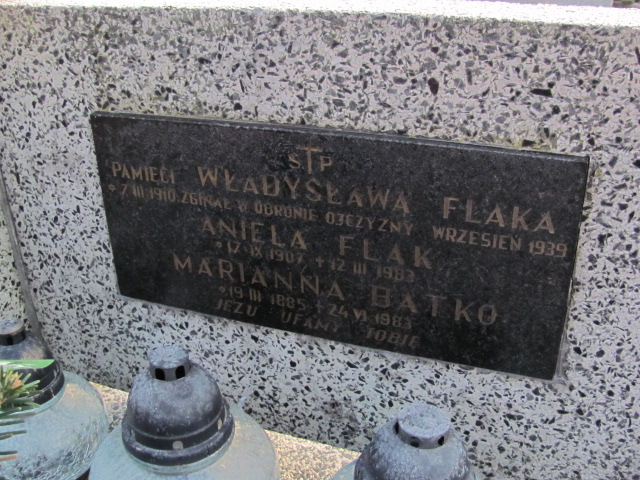 Ś†P
PAMIĘCI WŁADYSŁAWA FLAKA
*7 III 1910, ZGINĄŁ W OBRONIE OJCZYZNY WRZESIEŃ 1939
ANIELA FLAK
*17 IX 1907 +12 III 1983
MARIANNA BATKO
*19 III 1885 +24 VI 1983
JEZU UFAMY TOBIE